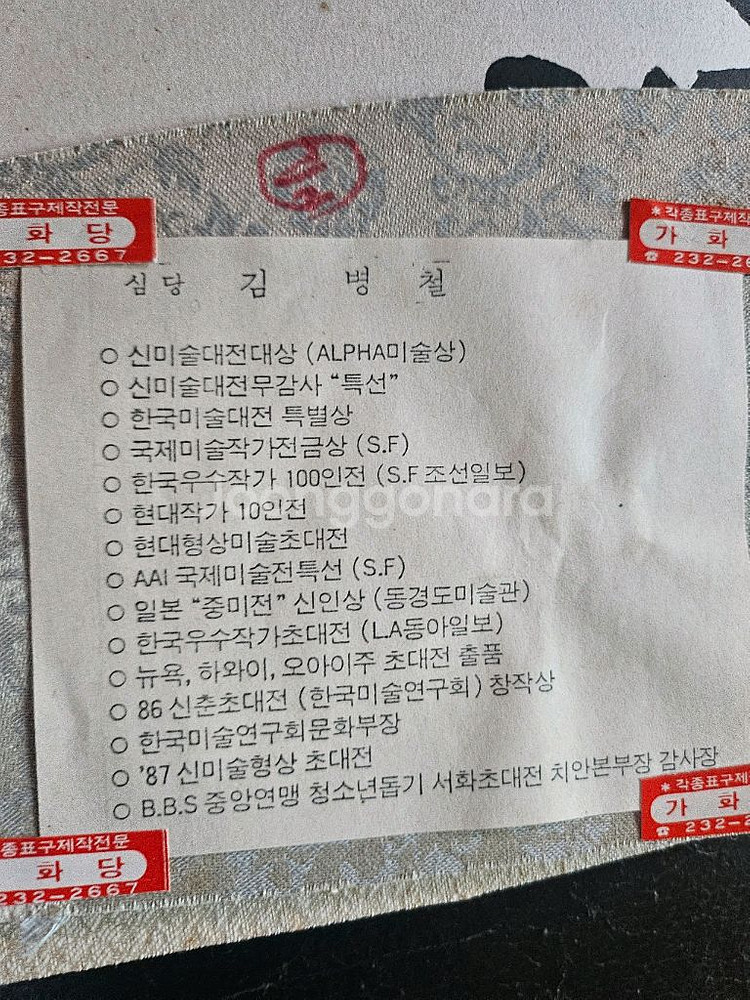 종표구제작전문
화 당
32-2667
*각종표구제작
가 화
☎ 232-26
심당 김 병 철
○ 신미술대전대상 (ALPHA미술상)
○ 신미술대전무감사 “특선”
○ 한국미술대전 특별상
○ 국제미술작가전금상 (S.F)
○ 한국우수작가 100인전 (S.F 조선일보)
joonggonara
○ 현대작가 10인전
○ 현대형상미술초대전
○ AAI 국제미술전특선 (S.F)
○ 일본 “중미전” 신인상 (동경도미술관)
○ 한국우수작가초대전 (L.A동아일보)
○ 뉴욕, 하와이, 오아이주 초대전 출품
○ 86 신춘초대전 (한국미술연구회) 창작상
○ 한국미술연구회문화부장
○ '87 신미술형상 초대전
○ B.B.S 중앙연맹 청소년돕기 서화초대전 치안본부장 감사장
*각종표구제
가 화
☎ 232-2
종표구제작전문
화 당
232-2667